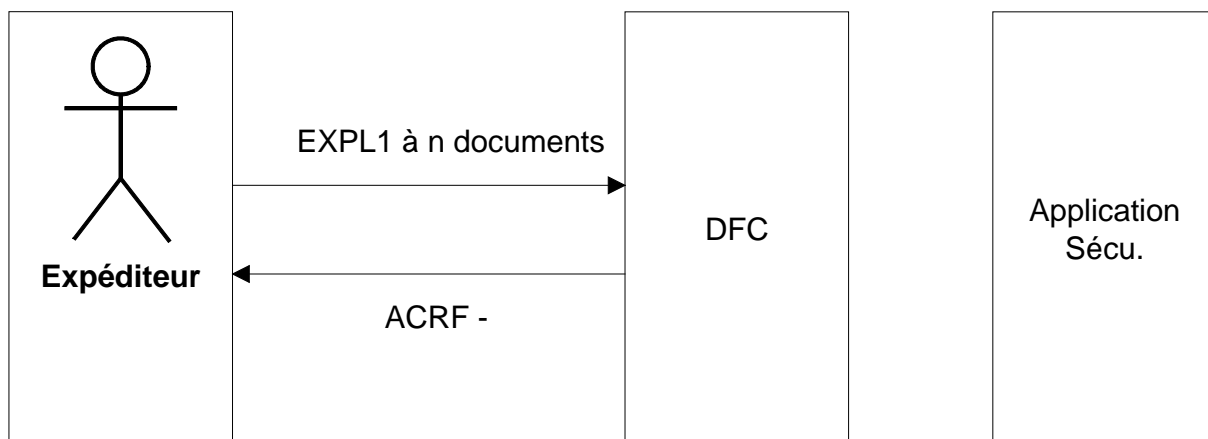 EXPL1 à n documents
Expéditeur
ACRF -
DFC
Application
Sécu.